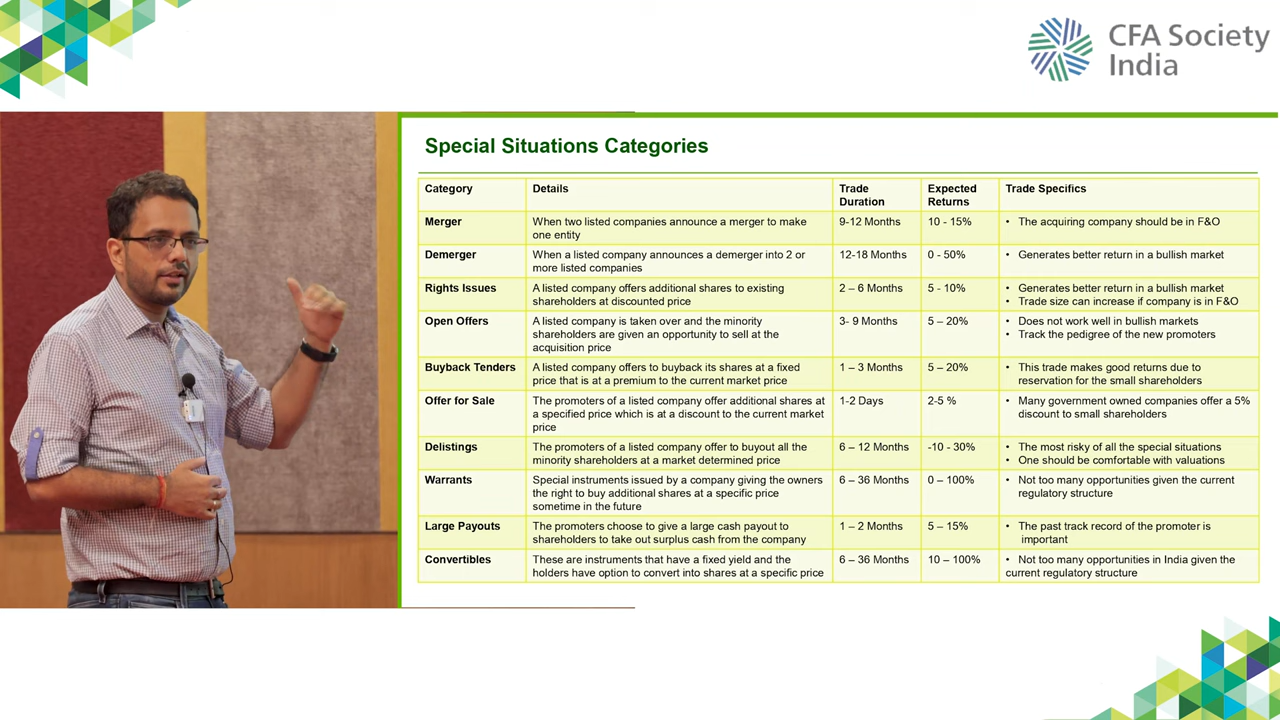 CFA Society
India
Special Situations Categories
Category Details Trade Duration Expected Returns Trade Specifics
Merger When two listed companies announce a merger to make one entity 9-12 Months 10 - 15% • The acquiring company should be in F&O
Demerger When a listed company announces a demerger into 2 or more listed companies 12-18 Months 0 - 50% • Generates better return in a bullish market
Rights Issues A listed company offers additional shares to existing shareholders at discounted price 2 – 6 Months 5 - 10% • Generates better return in a bullish market • Trade size can increase if company is in F&O
Open Offers A listed company is taken over and the minority shareholders are given an opportunity to sell at the acquisition price 3- 9 Months 5 – 20% • Does not work well in bullish markets • Track the pedigree of the new promoters
Buyback Tenders A listed company offers to buyback its shares at a fixed price that is at a premium to the current market price 1 – 3 Months 5 – 20% • This trade makes good returns due to reservation for the small shareholders
Offer for Sale The promoters of a listed company offer additional shares at a specified price which is at a discount to the current market price 1-2 Days 2-5 % • Many government owned companies offer a 5% discount to small shareholders
Delistings The promoters of a listed company offer to buyout all the minority shareholders at a market determined price 6 – 12 Months -10 - 30% • The most risky of all the special situations • One should be comfortable with valuations
Warrants Special instruments issued by a company giving the owners the right to buy additional shares at a specific price sometime in the future 6 – 36 Months 0 – 100% • Not too many opportunities given the current regulatory structure
Large Payouts The promoters choose to give a large cash payout to shareholders to take out surplus cash from the company 1 – 2 Months 5 – 15% • The past track record of the promoter is important
Convertibles These are instruments that have a fixed yield and the holders have option to convert into shares at a specific price 6 – 36 Months 10 – 100% • Not too many opportunities in India given the current regulatory structure